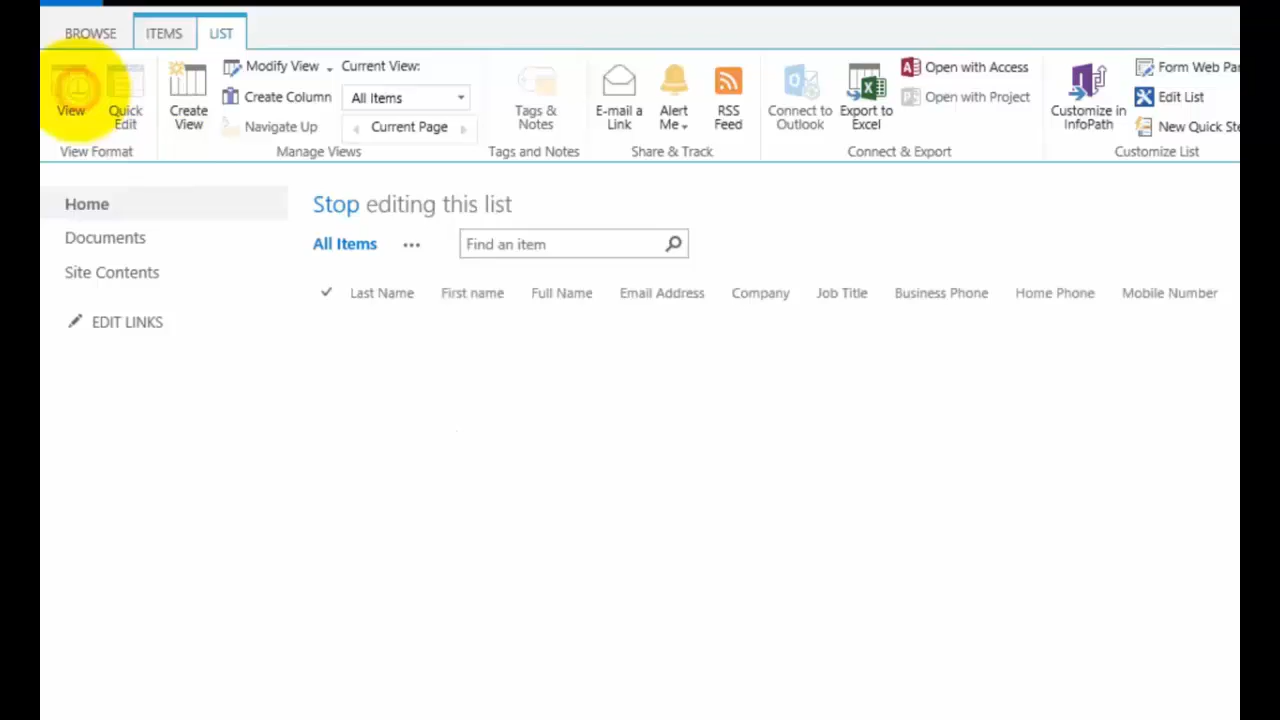 BROWSE ITEMS LIST
View
Quick Edit
View Format
Create View
Modify View
Create Column
Navigate Up
Current View:
All Items
Current Page
Manage Views
Tags & Notes
Tags and Notes
E-mail a Link
Alert Me
RSS Feed
Share & Track
Connect to Outlook
Export to Excel
Open with Access
Open with Project
Connect & Export
Customize in InfoPath
Form Web Pa
Edit List
New Quick Ste
Customize List
Home
Documents
Site Contents
EDIT LINKS
Stop editing this list
All Items ... Find an item
Last Name First name Full Name Email Address Company Job Title Business Phone Home Phone Mobile Number